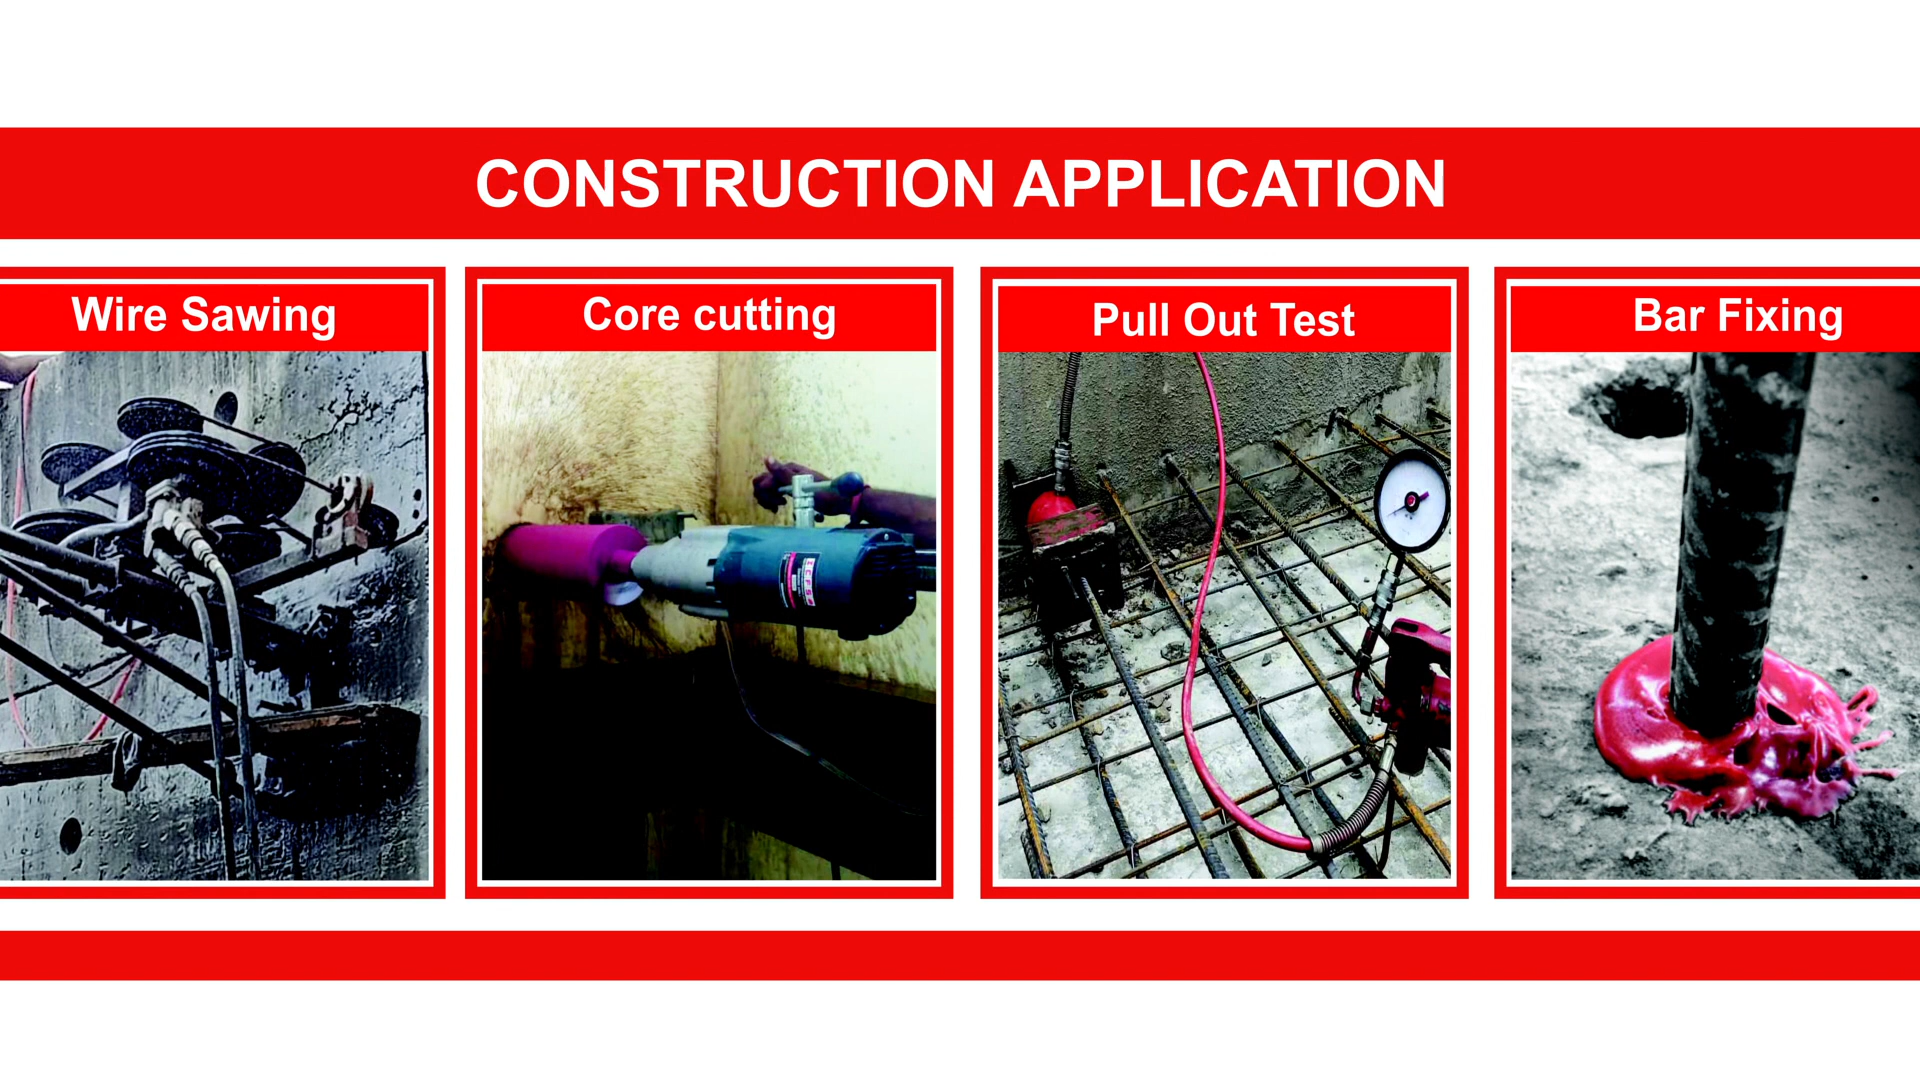 CONSTRUCTION APPLICATION
Wire Sawing
Core cutting
Pull Out Test
Bar Fixing